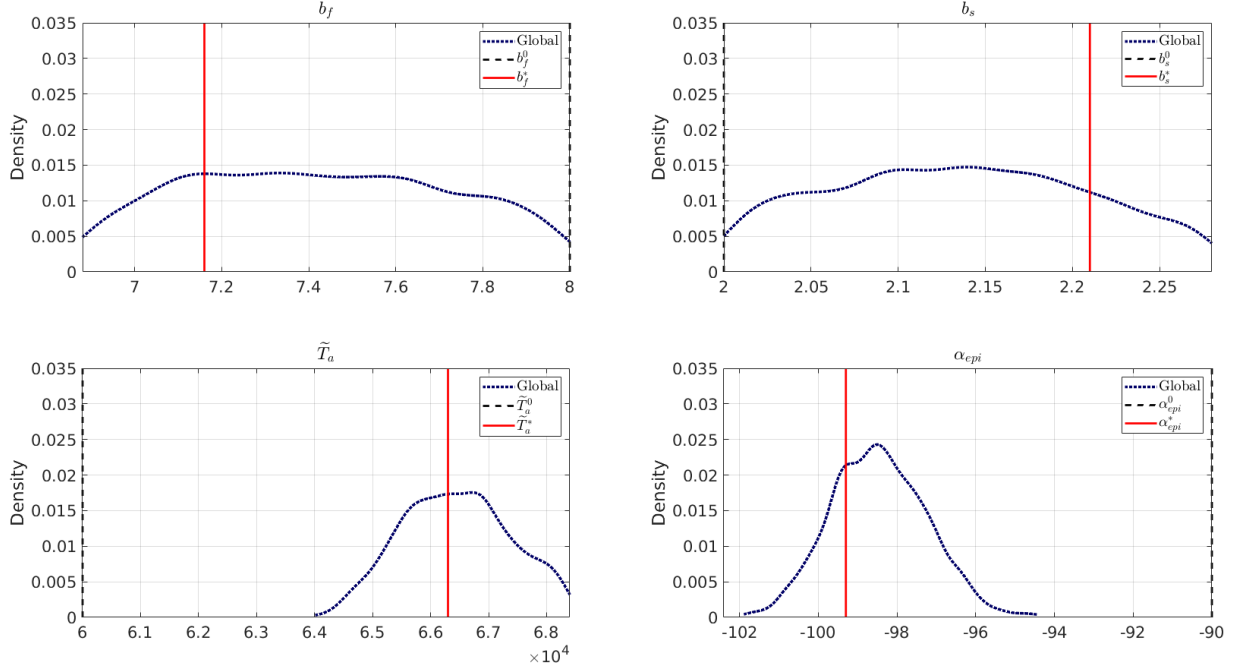 b_f
0.035
0.03
0.025
0.02
0.015
0.01
0.005
0
Density
7 7.2 7.4 7.6 7.8 8
Global
b_f^0
b_f^*
b_s
0.035
0.03
0.025
0.02
0.015
0.01
0.005
0
Density
2 2.05 2.1 2.15 2.2 2.25
Global
b_s^0
b_s^*
T̃_a
0.035
0.03
0.025
0.02
0.015
0.01
0.005
0
Density
6 6.1 6.2 6.3 6.4 6.5 6.6 6.7 6.8
×10^4
Global
T̃_a^0
T̃_a^*
α_epi
0.035
0.03
0.025
0.02
0.015
0.01
0.005
0
Density
-102 -100 -98 -96 -94 -92 -90
Global
α_epi^0
α_epi^*